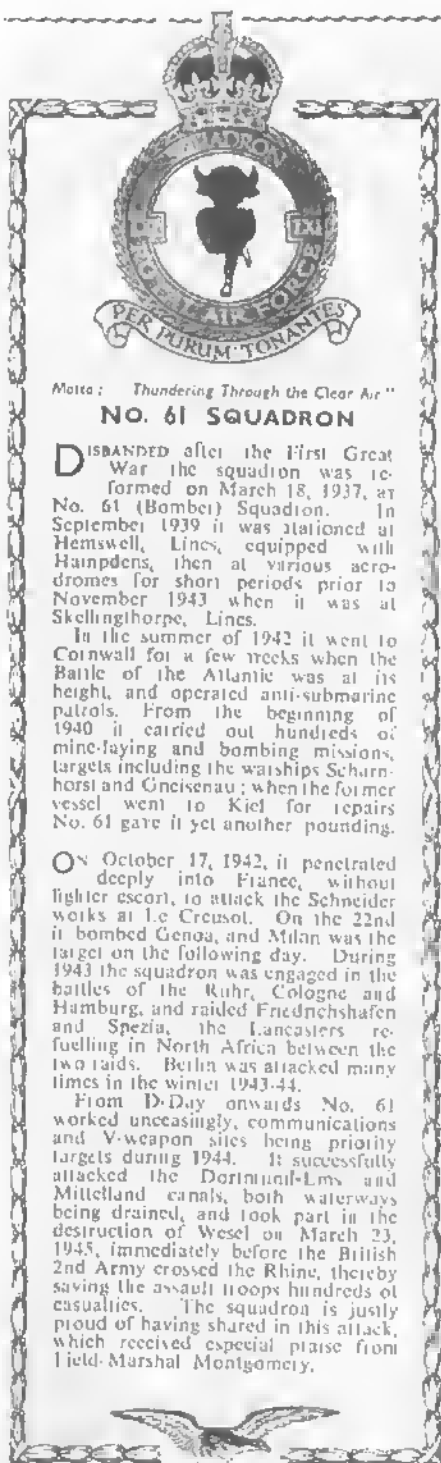 SQUADRON
LXI
ROYAL AIR FORCE
PER PURUM TONANTES
Motto: Thundering Through the Clear Air"
NO. 61 SQUADRON
DISBANDED after the First Great
War the squadron was re-
formed on March 18, 1937, as
No. 61 (Bomber) Squadron. In
September 1939 it was stationed at
Hemswell, Lincs, equipped with
Hampdens, then at various aero-
dromes for short periods prior to
November 1943 when it was at
Skellingthorpe, Lincs.
In the summer of 1942 it went to
Cornwall for a few weeks when the
Battle of the Atlantic was at its
height, and operated anti-submarine
patrols. From the beginning of
1940 it carried out hundreds of
mine-laying and bombing missions,
targets including the warships Scharn-
horst and Gneisenau; when the former
vessel went to Kiel for repairs
No. 61 gave it yet another pounding.
ON October 17, 1942, it penetrated
deeply into France, without
fighter escort, to attack the Schneider
works at Le Creusot. On the 22nd
it bombed Genoa, and Milan was the
target on the following day. During
1943 the squadron was engaged in the
battles of the Ruhr, Cologne and
Hamburg, and raided Friedrichshafen
and Spezia, the Lancasters re-
fuelling in North Africa between the
two raids. Berlin was attacked many
times in the winter 1943-44.
From D-Day onwards No. 61
worked unceasingly, communications
and V-weapon sites being priority
targets during 1944. It successfully
attacked the Dortmund-Ems and
Mittelland canals, both waterways
being drained, and took part in the
destruction of Wesel on March 23,
1945, immediately before the British
2nd Army crossed the Rhine, thereby
saving the assault troops hundreds of
casualties. The squadron is justly
proud of having shared in this attack,
which received especial praise from
Field-Marshal Montgomery.